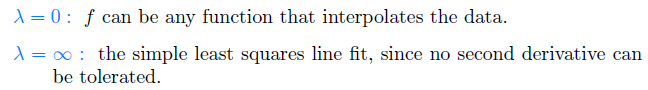 λ = 0 : f can be any function that interpolates the data.
λ = ∞ : the simple least squares line fit, since no second derivative can
be tolerated.